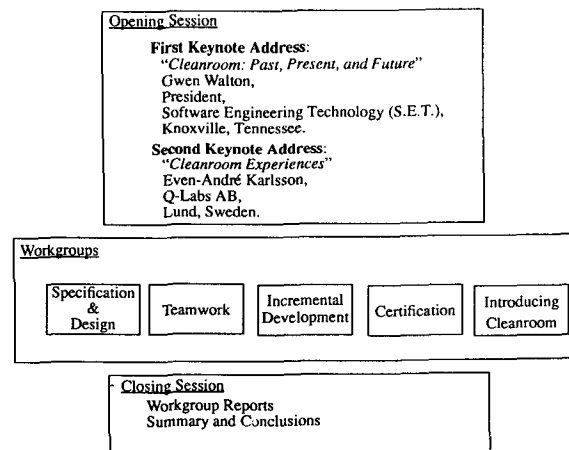 Opening Session
First Keynote Address:
"Cleanroom: Past, Present, and Future"
Gwen Walton,
President,
Software Engineering Technology (S.E.T.),
Knoxville, Tennessee.
Second Keynote Address:
"Cleanroom Experiences"
Even-André Karlsson,
Q-Labs AB,
Lund, Sweden.
Workgroups
Specification
&
Design
Teamwork
Incremental
Development
Certification
Introducing
Cleanroom
Closing Session
Workgroup Reports
Summary and Conclusions